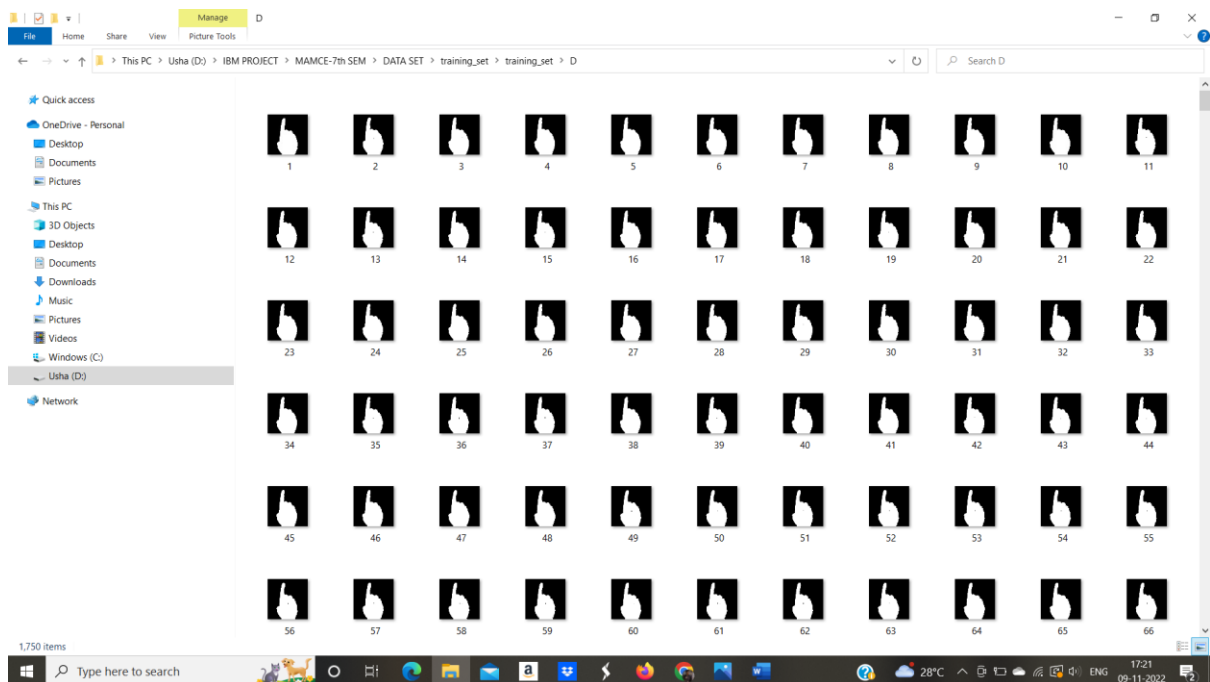 Manage
D
File
Home
Share
View
Picture Tools
This PC > Usha (D:) > IBM PROJECT > MAMCE-7th SEM > DATA SET > training_set > training_set > D
Search D
Quick access
OneDrive - Personal
Desktop
Documents
Pictures
This PC
3D Objects
Desktop
Documents
Downloads
Music
Pictures
Videos
Windows (C:)
Usha (D:)
Network
1 2 3 4 5 6 7 8 9 10 11
12 13 14 15 16 17 18 19 20 21 22
23 24 25 26 27 28 29 30 31 32 33
34 35 36 37 38 39 40 41 42 43 44
45 46 47 48 49 50 51 52 53 54 55
56 57 58 59 60 61 62 63 64 65 66
1,750 items
Type here to search
28°C
ENG
17:21
09-11-2022
2